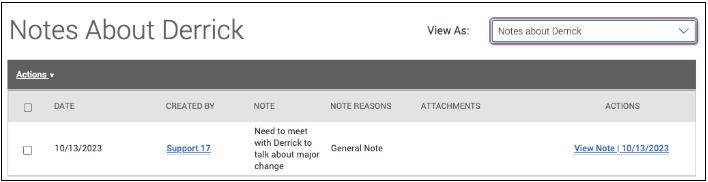 Notes About Derrick
View As:
Notes about Derrick
Actions
DATE CREATED BY NOTE NOTE REASONS ATTACHMENTS ACTIONS
10/13/2023 Support 17 Need to meet
with Derrick to
talk about major
change General Note View Note | 10/13/2023